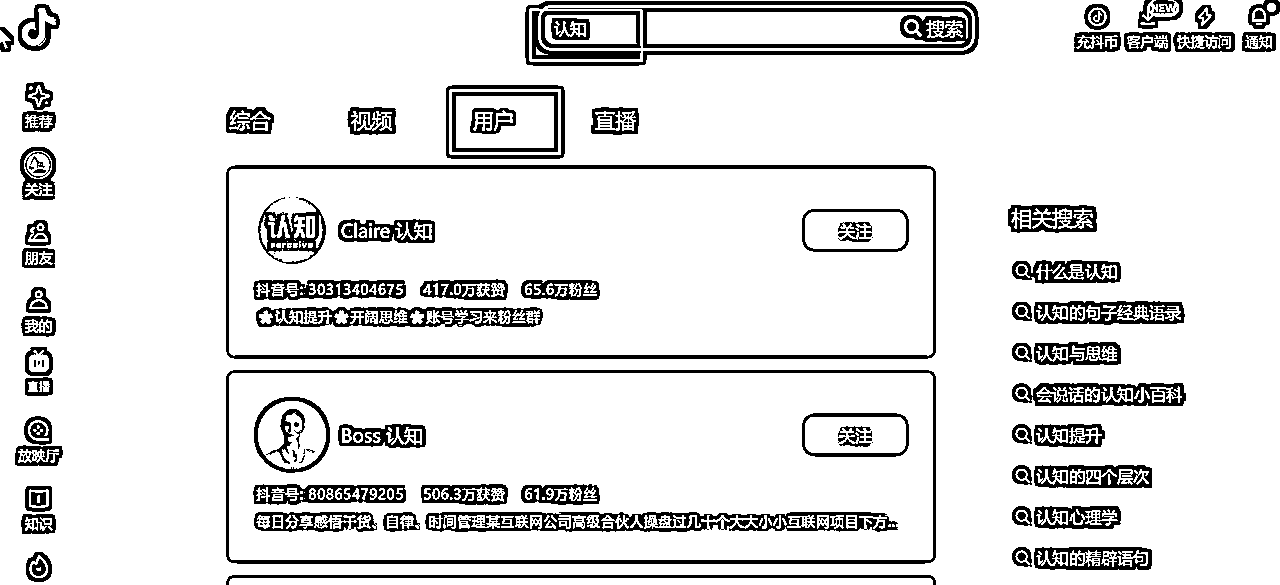 认知
搜索
充抖币
NEW
客户端
快捷访问
通知
推荐
关注
朋友
我的
直播
放映厅
知识
综合
视频
用户
直播
认知
Claire 认知
关注
抖音号: 30313404675 417.0万获赞 65.6万粉丝
★认知提升★开阔思维★账号学习来粉丝群
Boss 认知
关注
抖音号: 80865479205 506.3万获赞 61.9万粉丝
每日分享感悟干货、自律、时间管理某互联网公司高级合伙人操盘过几十个大大小小互联网项目下方...
相关搜索
什么是认知
认知的句子经典语录
认知与思维
会说话的认知小百科
认知提升
认知的四个层次
认知心理学
认知的精辟语句